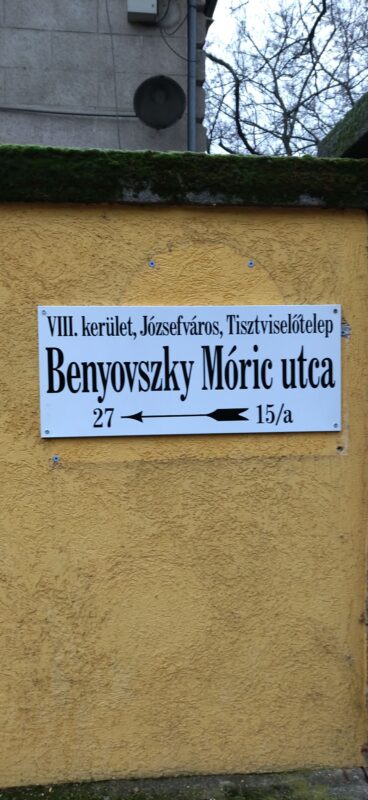 VIII. kerület, Józsefváros, Tisztviselőtelep
Benyovszky Móric utca
27 15/a